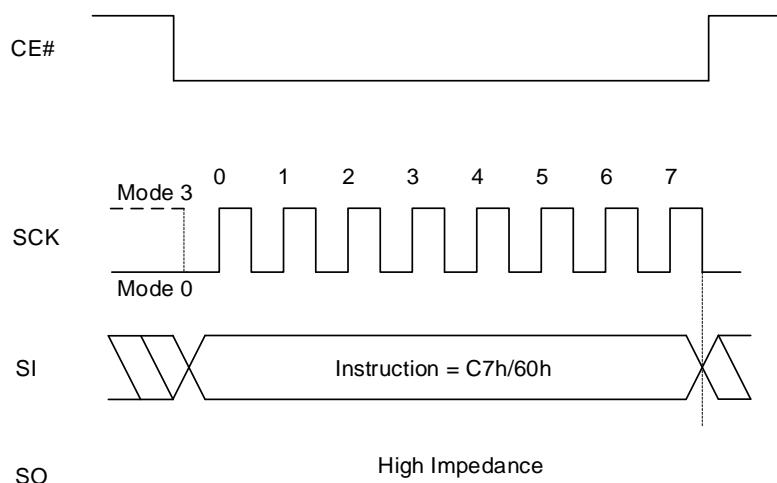 CE#
0 1 2 3 4 5 6 7
Mode 3
SCK
Mode 0
SI
Instruction = C7h/60h
High Impedance
SO